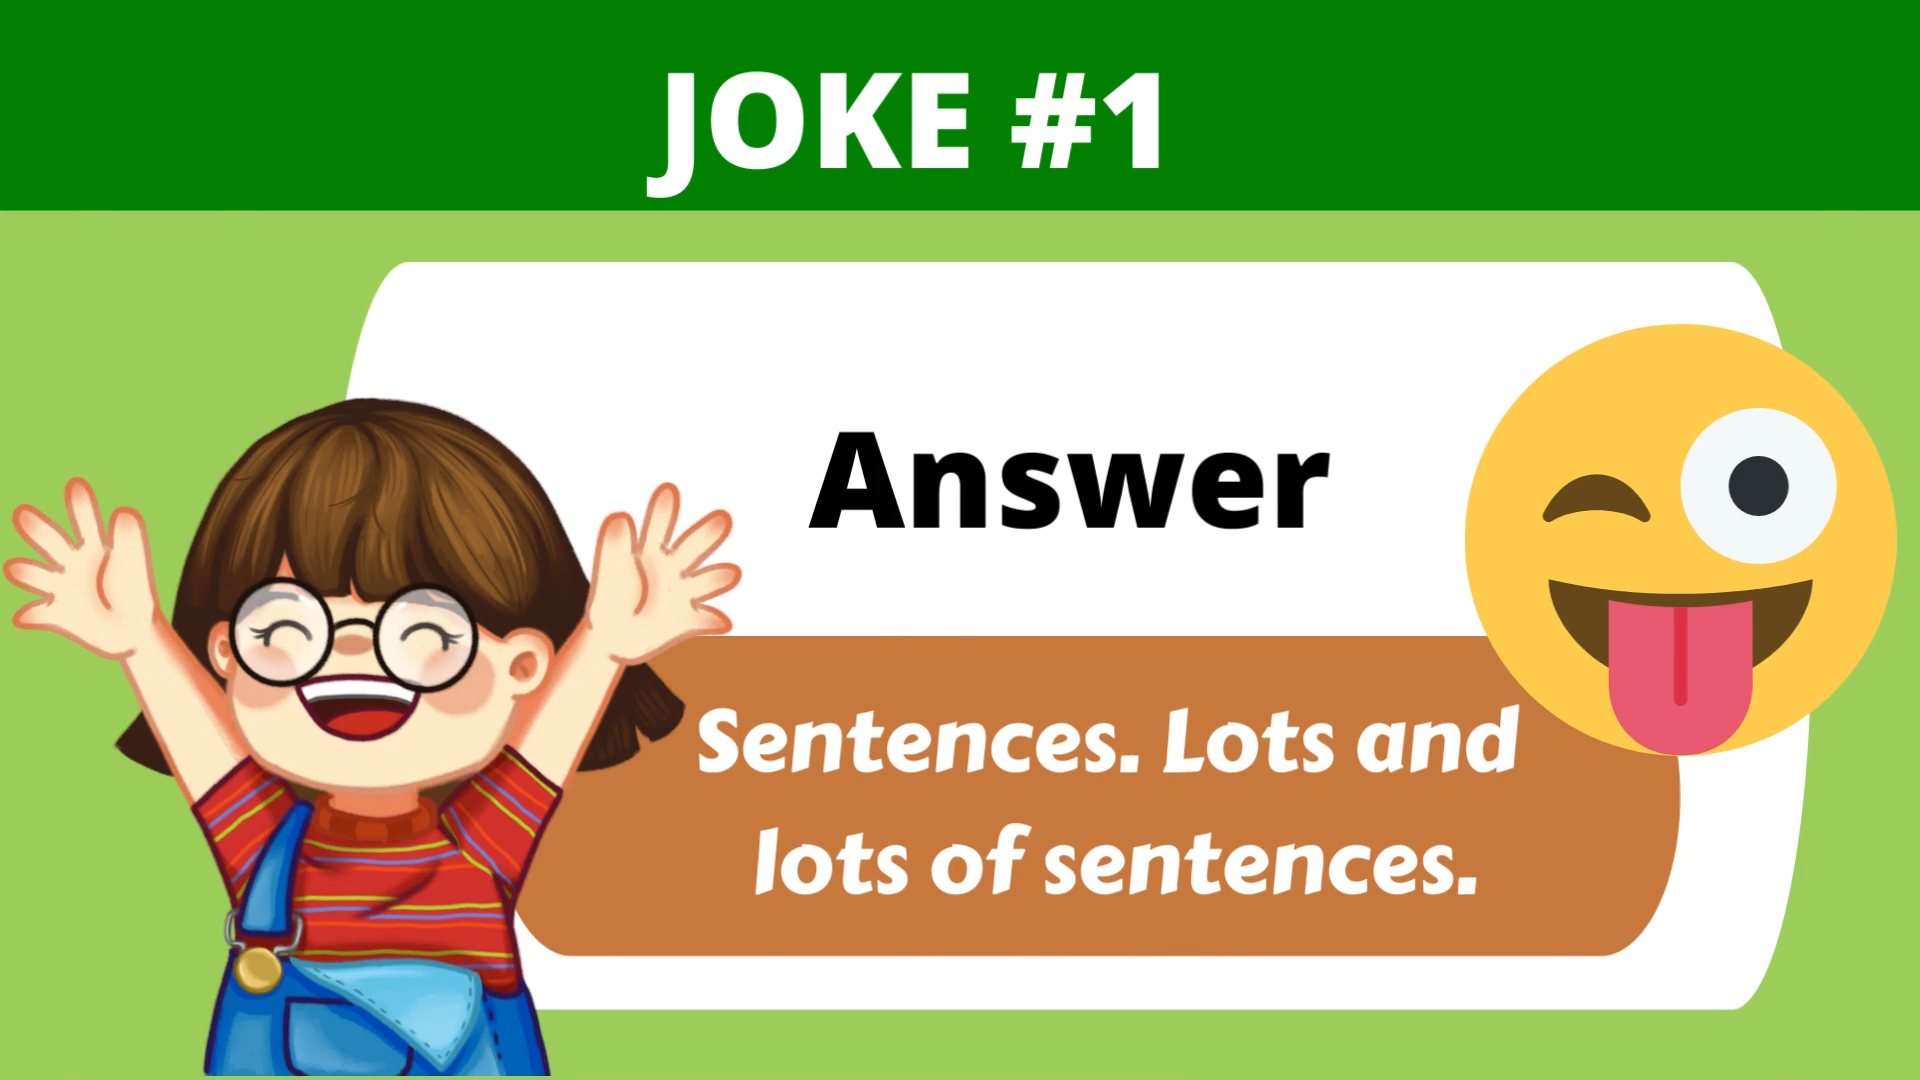 JOKE #1
Answer
Sentences. Lots and
lots of sentences.